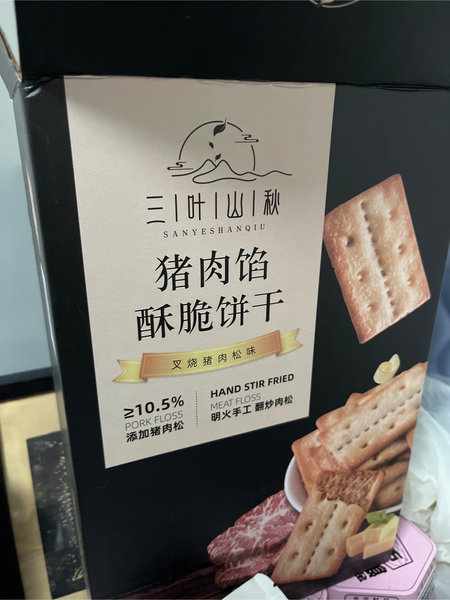 三叶山秋
SANYESHANQIU
猪肉馅
酥脆饼干
叉烧猪肉松味
≥10.5%
PORK FLOSS
添加猪肉松
HAND STIR FRIED
MEAT FLOSS
明火手工 翻炒肉松